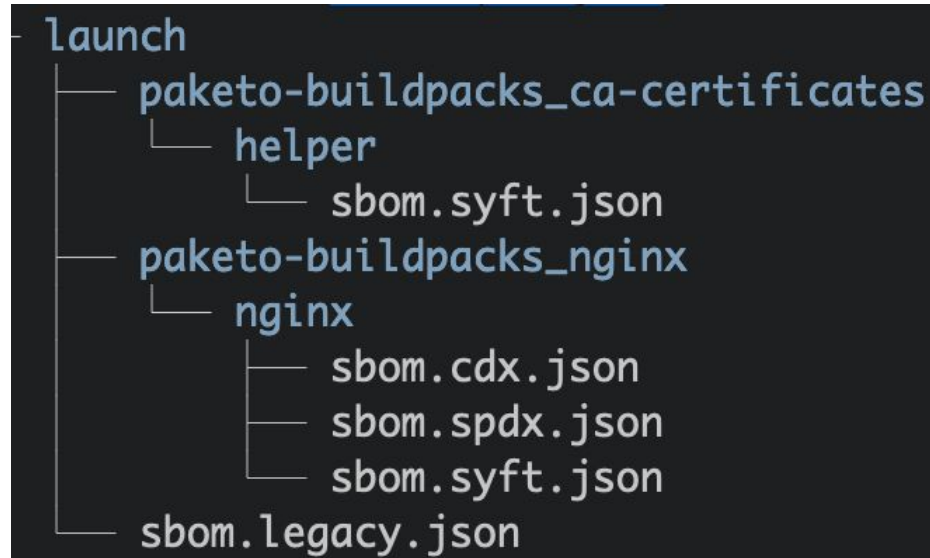 launch
paketo-buildpacks_ca-certificates
helper
sbom.syft.json
paketo-buildpacks_nginx
nginx
sbom.cdx.json
sbom.spdx.json
sbom.syft.json
sbom.legacy.json